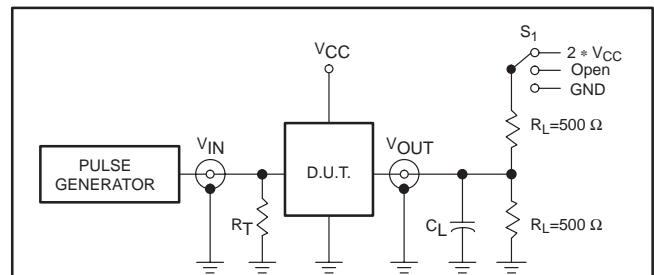 S1
2 * VCC
Open
GND
VCC
RL=500 Ω
VIN
VOUT
PULSE
GENERATOR
D.U.T.
RT
CL
RL=500 Ω